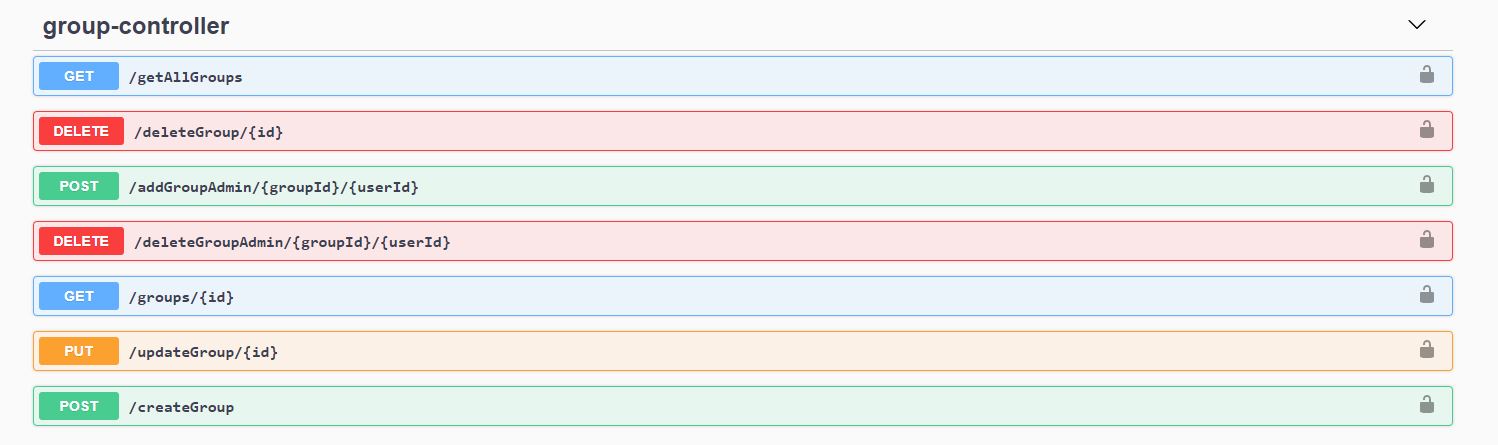 group-controller
GET /getAllGroups
DELETE /deleteGroup/{id}
POST /addGroupAdmin/{groupId}/{userId}
DELETE /deleteGroupAdmin/{groupId}/{userId}
GET /groups/{id}
PUT /updateGroup/{id}
POST /createGroup